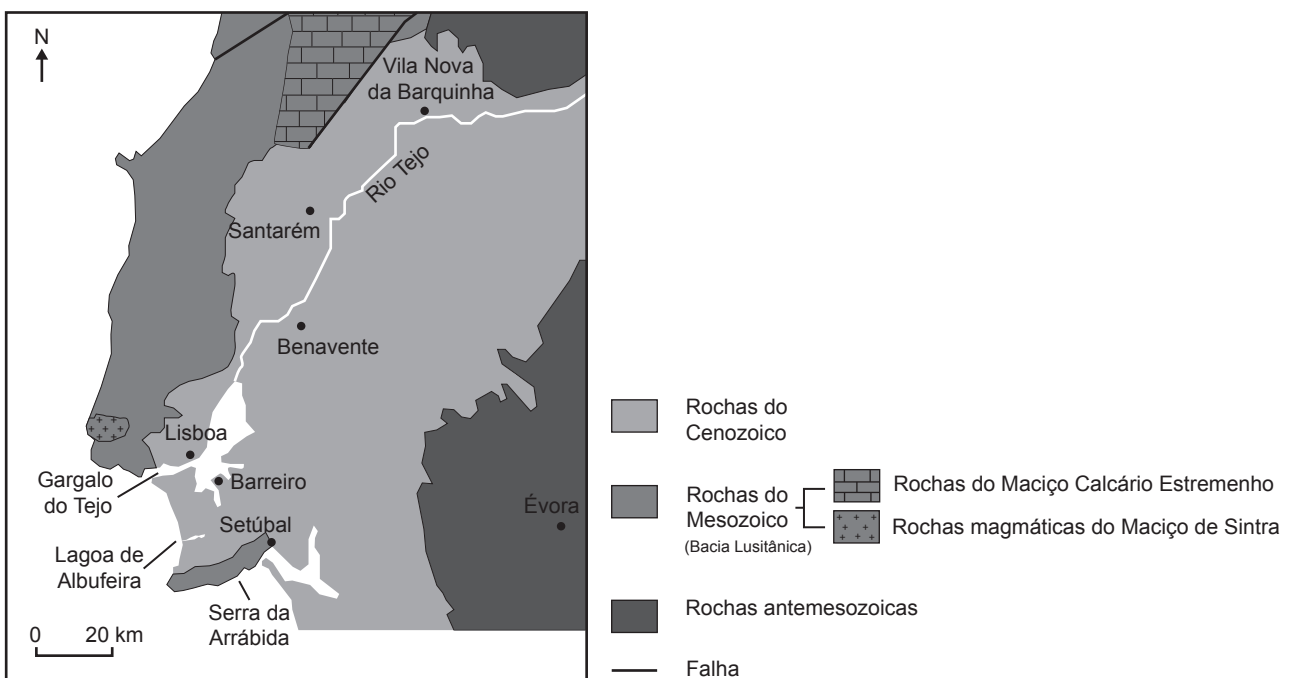 N
Vila Nova
da Barquinha
Rio Tejo
Santarém
Benavente
Lisboa
Gargalo
do Tejo
Barreiro
Évora
Setúbal
Lagoa de
Albufeira
Serra da
Arrábida
0 20 km
Rochas do
Cenozoico
Rochas do
Mesozoico
(Bacia Lusitânica)
Rochas do Maciço Calcário Estremenho
Rochas magmáticas do Maciço de Sintra
Rochas antemesozoicas
Falha